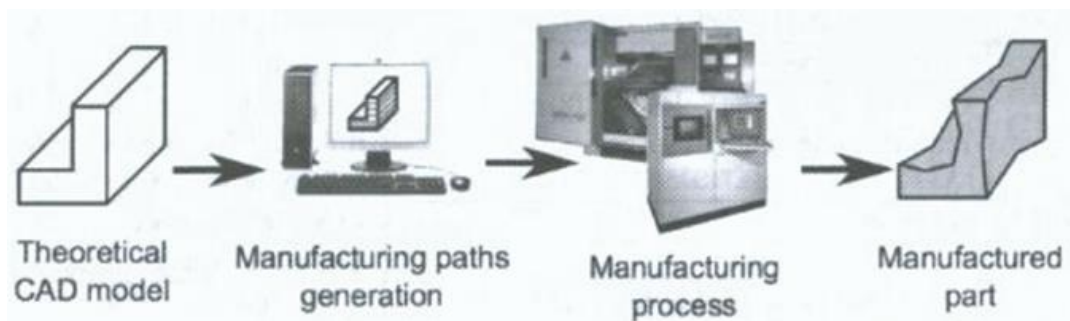 Theoretical
CAD model
Manufacturing paths
generation
Manufacturing
process
Manufactured
part